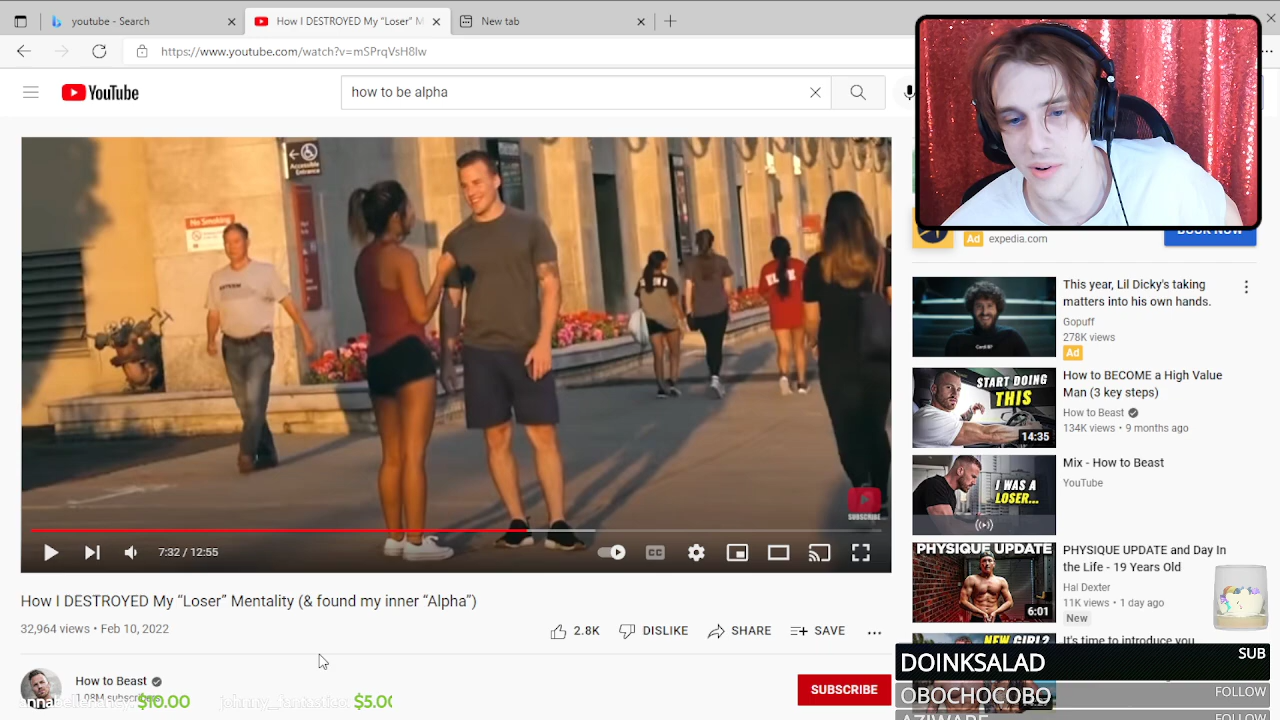 youtube - Search
How I DESTROYED My “Loser” M
New tab
https://www.youtube.com/watch?v=mSPrqVsH8lw
YouTube
how to be alpha
Accessible
Entrance
No Smoking
SUBSCRIBE
7:32 / 12:55
CC
How I DESTROYED My “Loser” Mentality (& found my inner “Alpha”)
32,964 views • Feb 10, 2022
2.8K
DISLIKE
SHARE
SAVE
How to Beast
$10.00
$5.00
SUBSCRIBE
Ad expedia.com
BOOK NOW
This year, Lil Dicky's taking
matters into his own hands.
Gopuff
278K views
Ad
START DOING
THIS
14:35
How to BECOME a High Value
Man (3 key steps)
How to Beast
134K views • 9 months ago
I WAS A
LOSER...
Mix - How to Beast
YouTube
PHYSIQUE UPDATE
6:01
PHYSIQUE UPDATE and Day In
the Life - 19 Years Old
Hal Dexter
11K views • 1 day ago
New
NEW GIRL?
It's time to introduce you
DOINKSALAD SUB
OBOCHOCOBO FOLLOW
AZIWARE FOLLOW